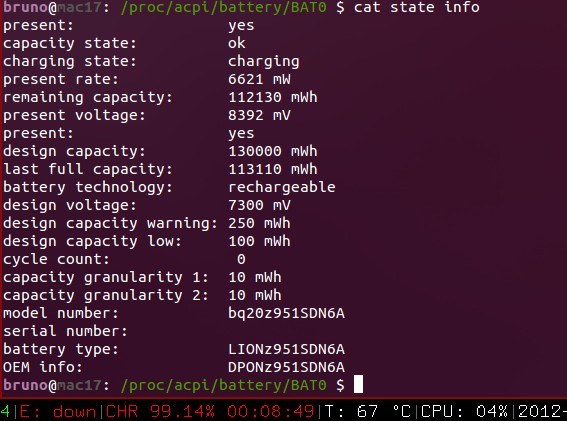 bruno@mac17: /proc/acpi/battery/BAT0 $ cat state info
present: yes
capacity state: ok
charging state: charging
present rate: 6621 mW
remaining capacity: 112130 mWh
present voltage: 8392 mV
present: yes
design capacity: 130000 mWh
last full capacity: 113110 mWh
battery technology: rechargeable
design voltage: 7300 mV
design capacity warning: 250 mWh
design capacity low: 100 mWh
cycle count: 0
capacity granularity 1: 10 mWh
capacity granularity 2: 10 mWh
model number: bq20z951SDN6A
serial number:
battery type: LIONz951SDN6A
OEM info: DPONz951SDN6A
bruno@mac17: /proc/acpi/battery/BAT0 $
4|E: down|CHR 99.14% 00:08:49|T: 67 °C|CPU: 04%|2012-